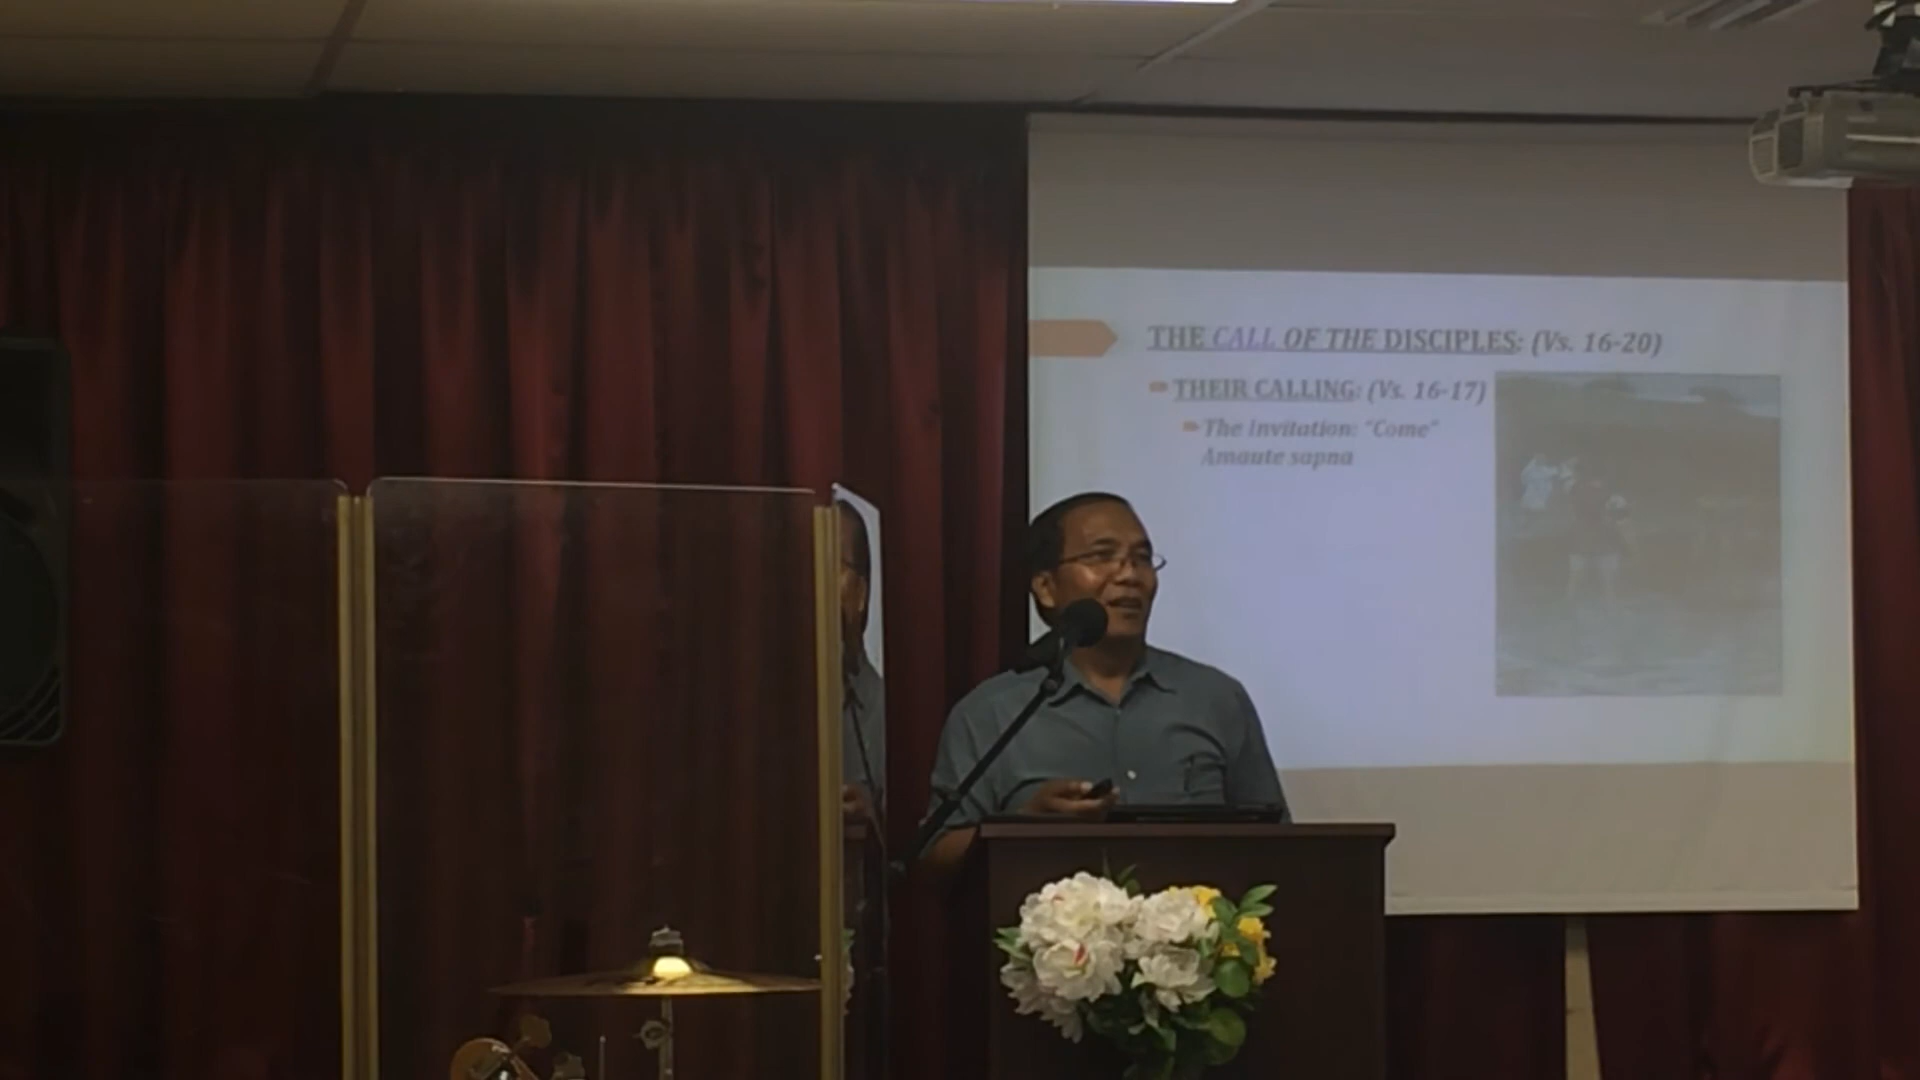 THE CALL OF THE DISCIPLES: (Vs. 16-20)
THEIR CALLING: (Vs. 16-17)
The Invitation: "Come"
Amaute sapna